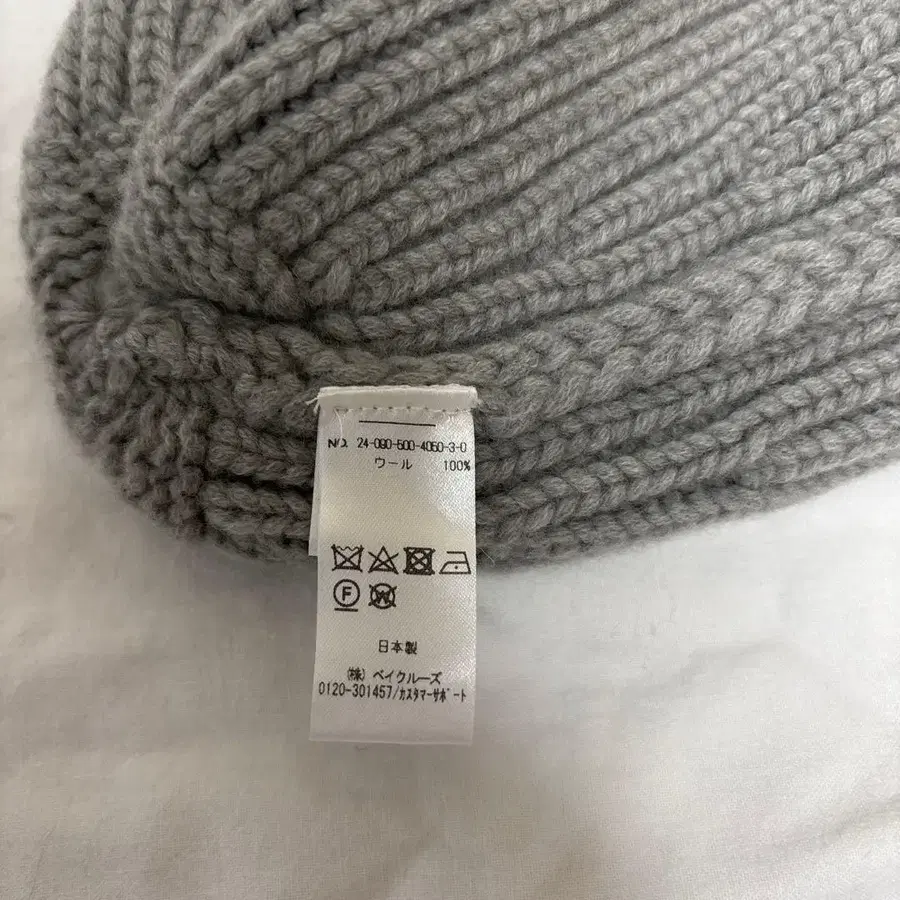 NO. 24-090-500-4050-3-0
ウール 100%
F W
日本製
(株) ベイクルーズ
0120-301457/カスタマーサポート